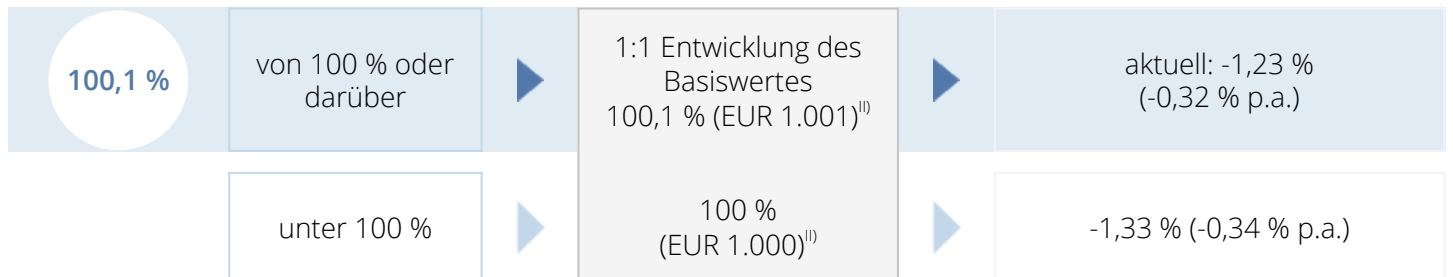 100,1 %
von 100 % oder
darüber
1:1 Entwicklung des
Basiswertes
100,1 % (EUR 1.001)II)
aktuell: -1,23 %
(-0,32 % p.a.)
unter 100 %
100 %
(EUR 1.000)II)
-1,33 % (-0,34 % p.a.)